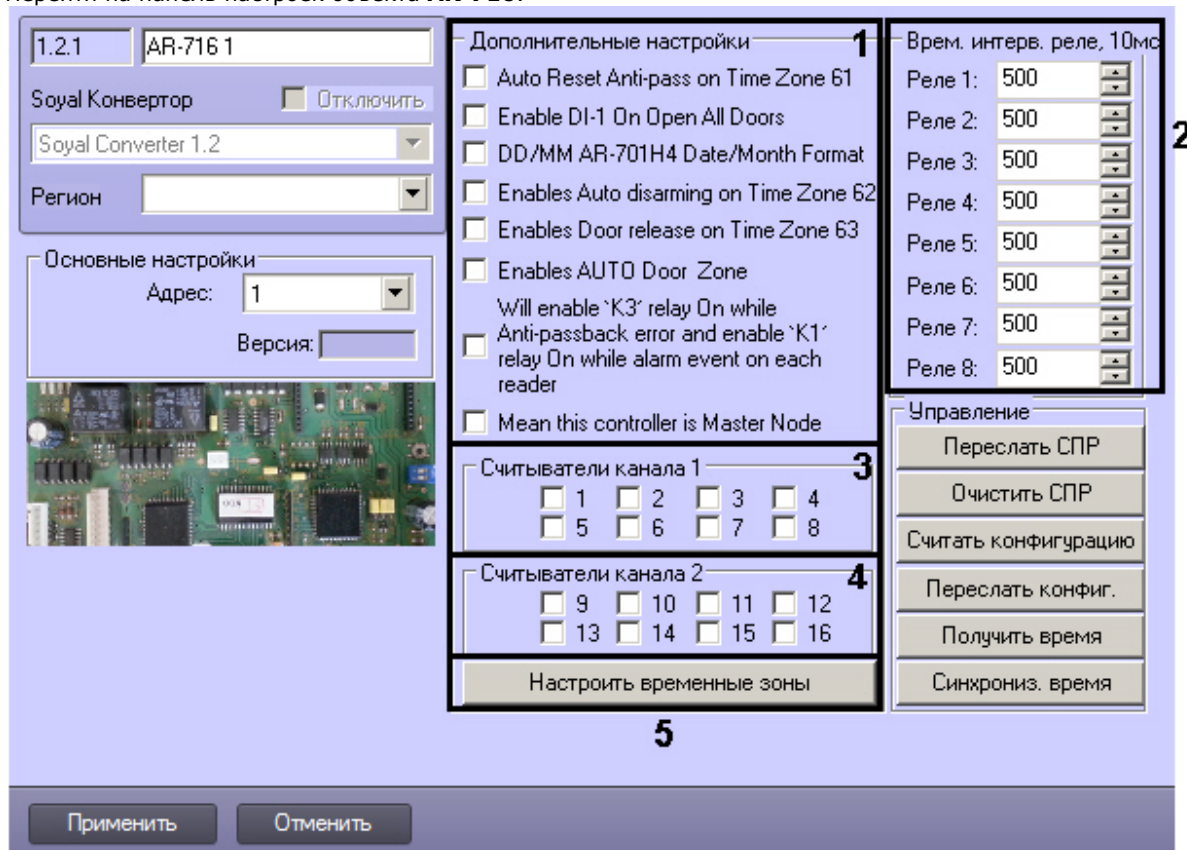 1.2.1 AR-716 1
Soyal Конвертор Отключить
Soyal Converter 1.2
Регион
Основные настройки
Адрес: 1
Версия:
Дополнительные настройки 1
Auto Reset Anti-pass on Time Zone 61
Enable DI-1 On Open All Doors
DD/MM AR-701H4 Date/Month Format
Enables Auto disarming on Time Zone 62
Enables Door release on Time Zone 63
Enables AUTO Door Zone
Will enable `K3´ relay On while
Anti-passback error and enable `K1´
relay On while alarm event on each
reader
Mean this controller is Master Node
Считыватели канала 1 3
1 2 3 4
5 6 7 8
Считыватели канала 2 4
9 10 11 12
13 14 15 16
Настроить временные зоны
5
Врем. интерв. реле, 10мс
Реле 1: 500
Реле 2: 500
2
Реле 3: 500
Реле 4: 500
Реле 5: 500
Реле 6: 500
Реле 7: 500
Реле 8: 500
Управление
Переслать СПР
Очистить СПР
Считать конфигурацию
Переслать конфиг.
Получить время
Синхрониз. время
Применить Отменить